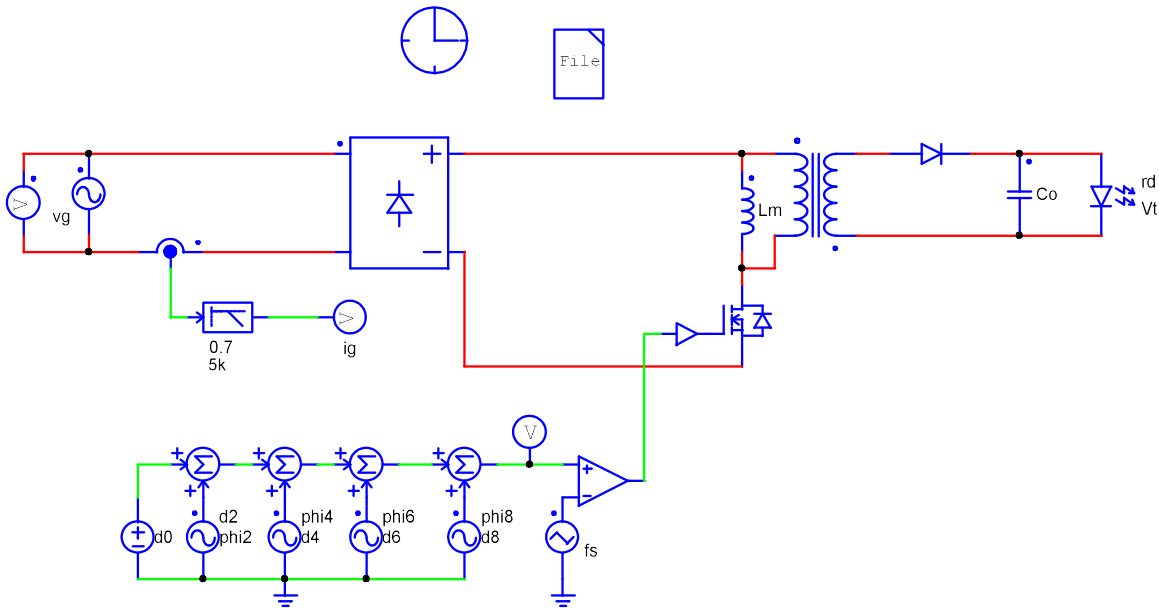 File
V
vg
+
Lm
Co
rd
Vt
−
V
0.7
5k
ig
V
+
+
+
+
Σ
Σ
Σ
Σ
+
−
+
+
+
+
d2
phi4
phi6
phi8
+
−
d0
phi2
d4
d6
d8
fs